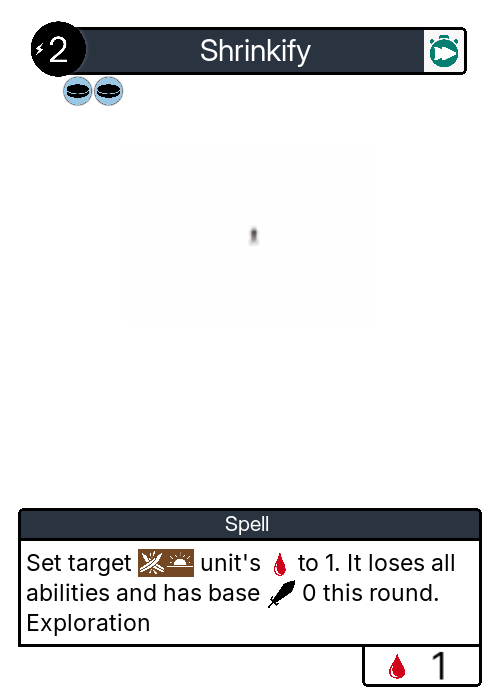 2 Shrinkify
Spell
Set target unit's to 1. It loses all
abilities and has base 0 this round.
Exploration
1